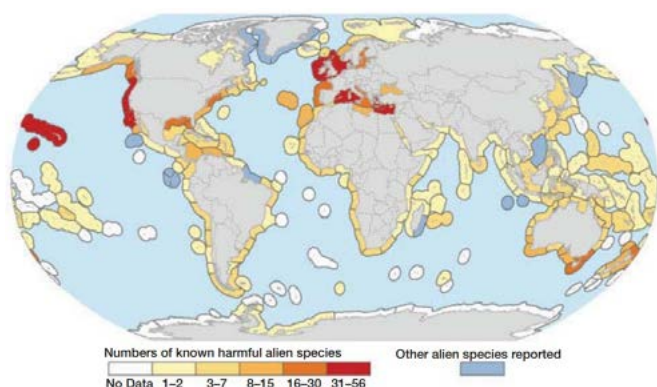 Numbers of known harmful alien species
Other alien species reported
No Data 1–2 3–7 8–15 16–30 31–56